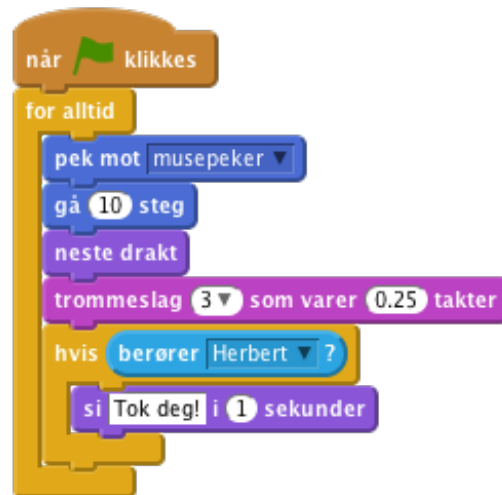 når klikkes
for alltid
pek mot musepeker
gå 10 steg
neste drakt
trommeslag 3 som varer 0.25 takter
hvis berører Herbert ?
si Tok deg! i 1 sekunder